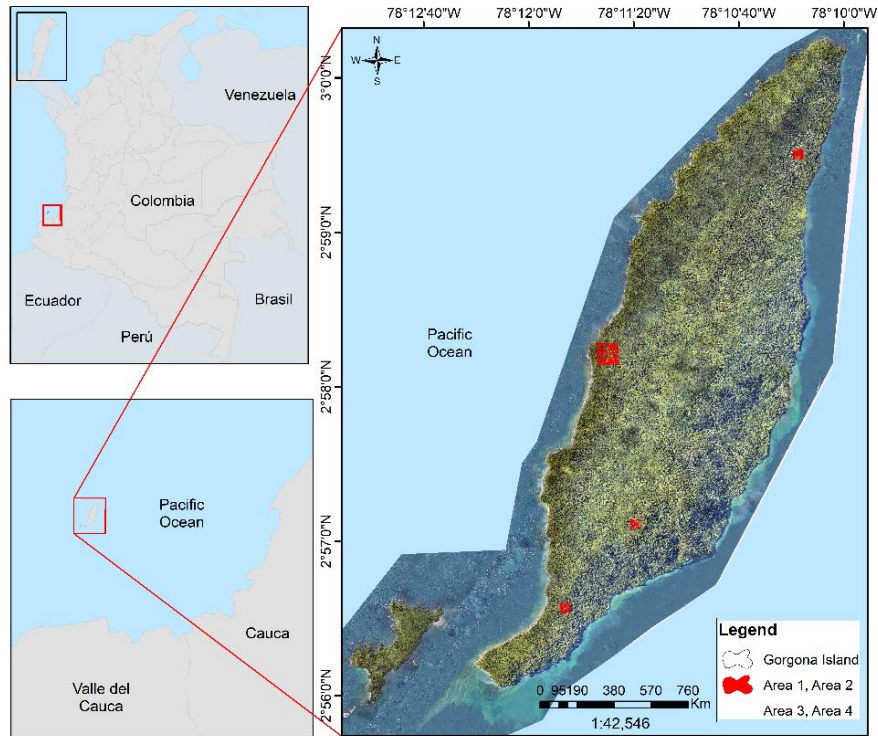 Venezuela
Colombia
Ecuador
Brasil
Perú
Pacific
Ocean
Cauca
Valle del
Cauca
78°12'40"W 78°12'0"W 78°11'20"W 78°10'40"W 78°10'0"W
N
W E
S
3°0'0"N
2°59'0"N
2°58'0"N
2°57'0"N
2°56'0"N
Pacific
Ocean
Legend
Gorgona Island
Area 1, Area 2
Area 3, Area 4
0 95190 380 570 760
Km
1:42,546